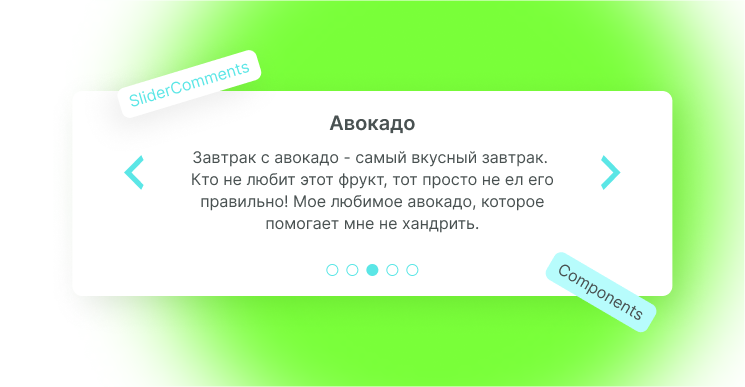 SliderComments
Авокадо
Завтрак с авокадо - самый вкусный завтрак.
Кто не любит этот фрукт, тот просто не ел его
правильно! Мое любимое авокадо, которое
помогает мне не хандрить.
Components